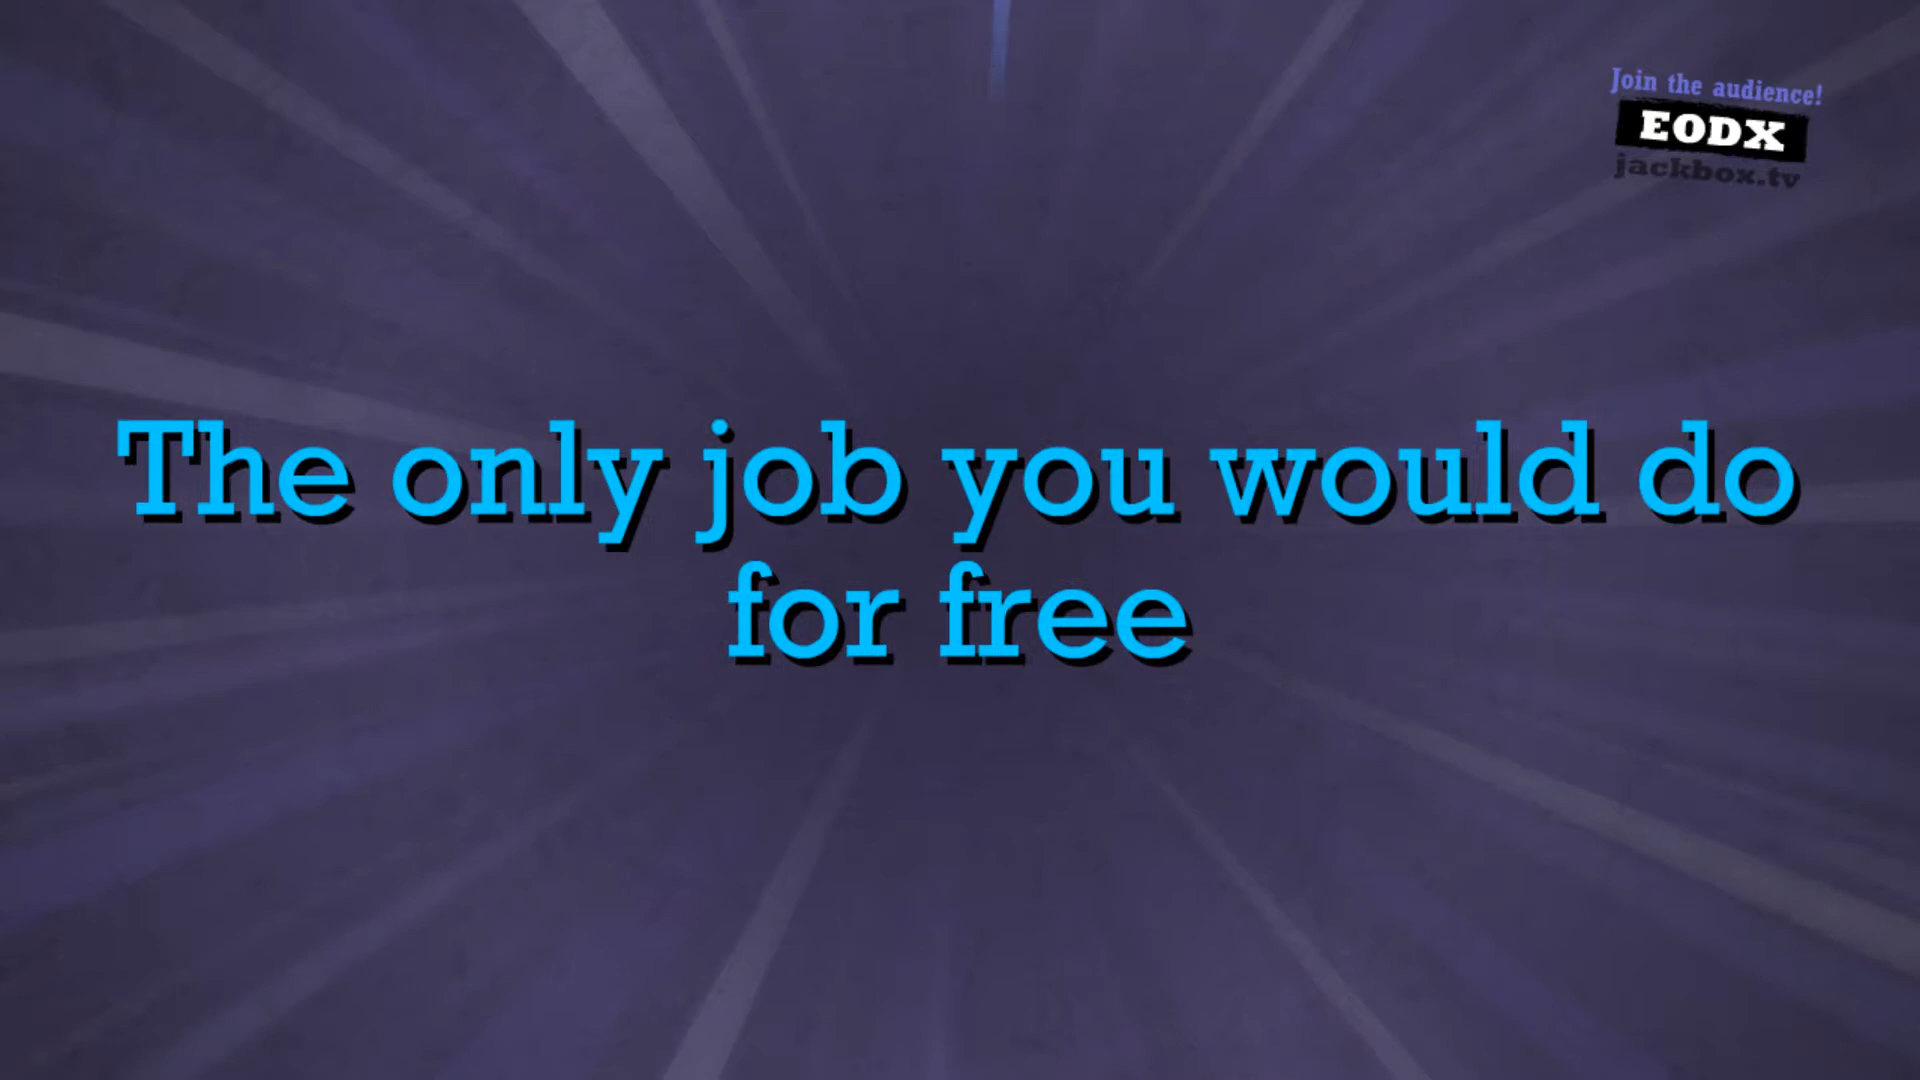 Join the audience!
EODX
jackbox.tv
The only job you would do
for free